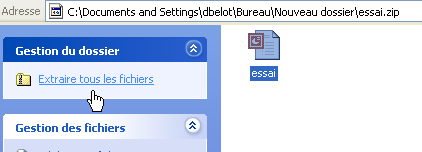 Adresse C:\Documents and Settings\dbelot\Bureau\Nouveau dossier\essai.zip
Gestion du dossier
Extraire tous les fichiers
essai
Gestion des fichiers